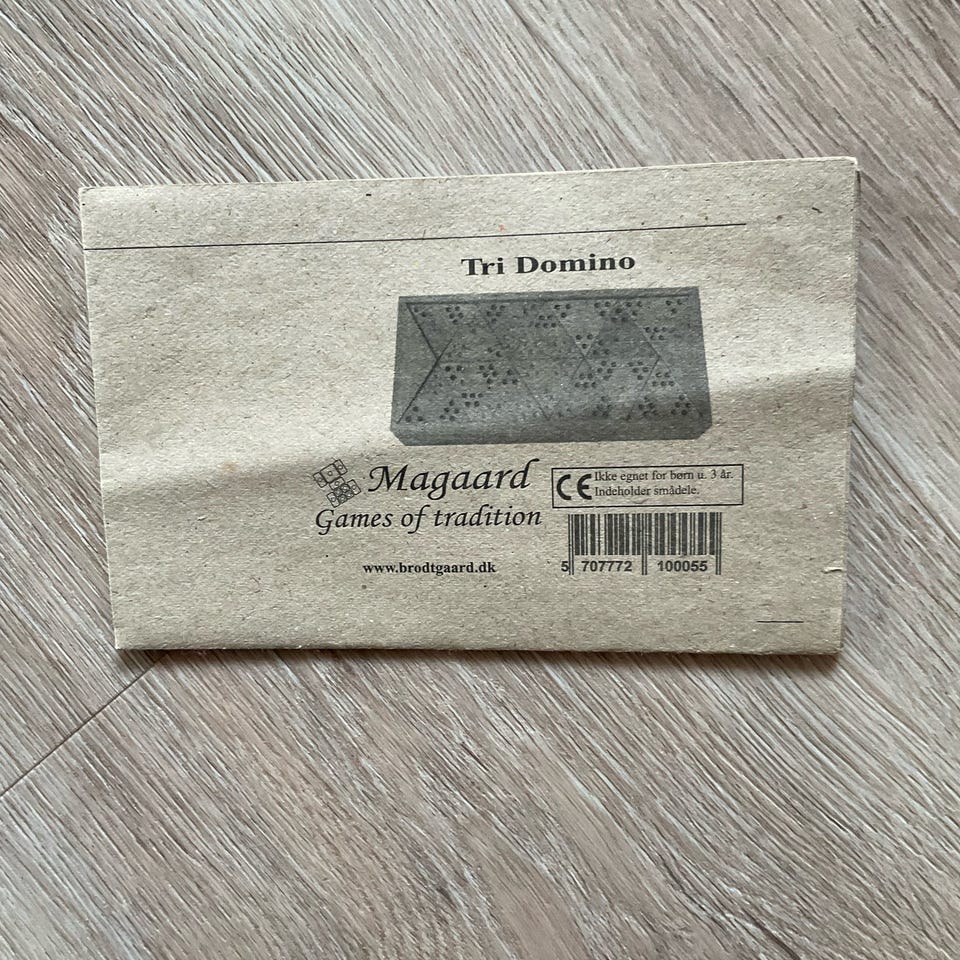 Tri Domino
Magaard
Games of tradition
CE Ikke egnet for børn u. 3 år.
Indeholder smådele.
www.brodtgaard.dk
5 707772 100055